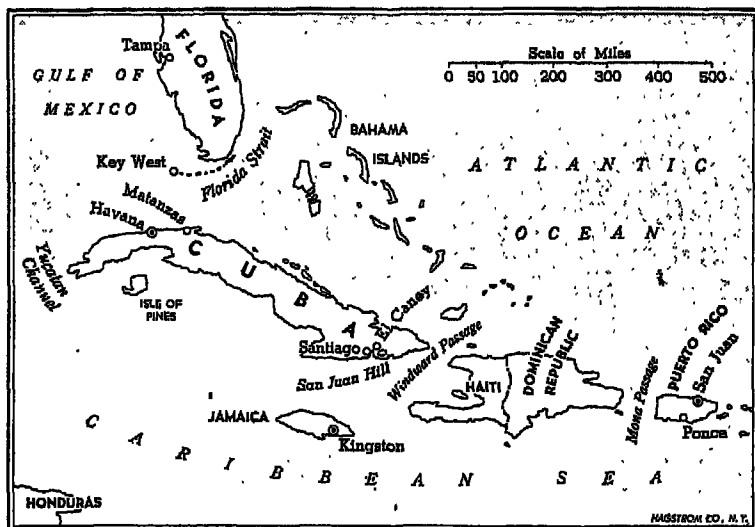 Tampa
FLORIDA
GULF OF
MEXICO
Scale of Miles
0 50 100 200 300 400 500
BAHAMA
ISLANDS
ATLANTIC
OCEAN
Key West
Florida Strait
Matanzas
Havana
CUBA
Yucatan
Channel
ISLE OF
PINES
El Caney
Santiago
San Juan Hill
Windward Passage
HAITI
DOMINICAN
REPUBLIC
Mona Passage
PUERTO RICO
San Juan
Ponca
JAMAICA
Kingston
CARIBBEAN SEA
HONDURAS
HAGSTROM CO., N.Y.